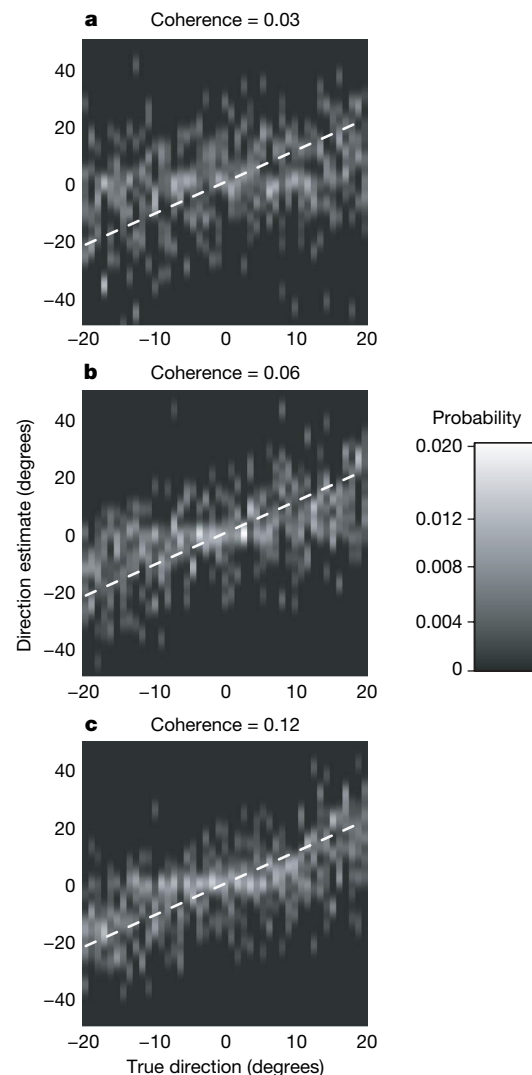 a Coherence = 0.03
40
20
0
−20
−40
−20 −10 0 10 20
b Coherence = 0.06
40
20
0
−20
−40
−20 −10 0 10 20
Direction estimate (degrees)
Probability
0.020
0.012
0.008
0.004
0
c Coherence = 0.12
40
20
0
−20
−40
−20 −10 0 10 20
True direction (degrees)